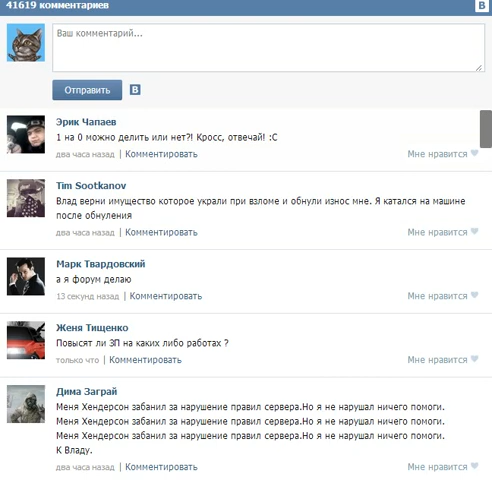 41619 комментариев
В
Ваш комментарий...
Отправить
В
Эрик Чапаев
1 на 0 можно делить или нет?! Кросс, отвечай! :С
два часа назад | Комментировать
Мне нравится
Tim Sootkanov
Влад верни имущество которое украли при взломе и обнули износ мне. Я катался на машине
после обнуления
два часа назад | Комментировать
Мне нравится
Марк Твардовский
а я форум делаю
13 секунд назад | Комментировать
Мне нравится
Женя Тищенко
Повысят ли ЗП на каких либо работах ?
только что | Комментировать
Мне нравится
Дима Заграй
Меня Хендерсон забанил за нарушение правил сервера.Но я не нарушал ничего помоги.
Меня Хендерсон забанил за нарушение правил сервера.Но я не нарушал ничего помоги.
Меня Хендерсон забанил за нарушение правил сервера.Но я не нарушал ничего помоги.
К Владу.
два часа назад | Комментировать
Мне нравится